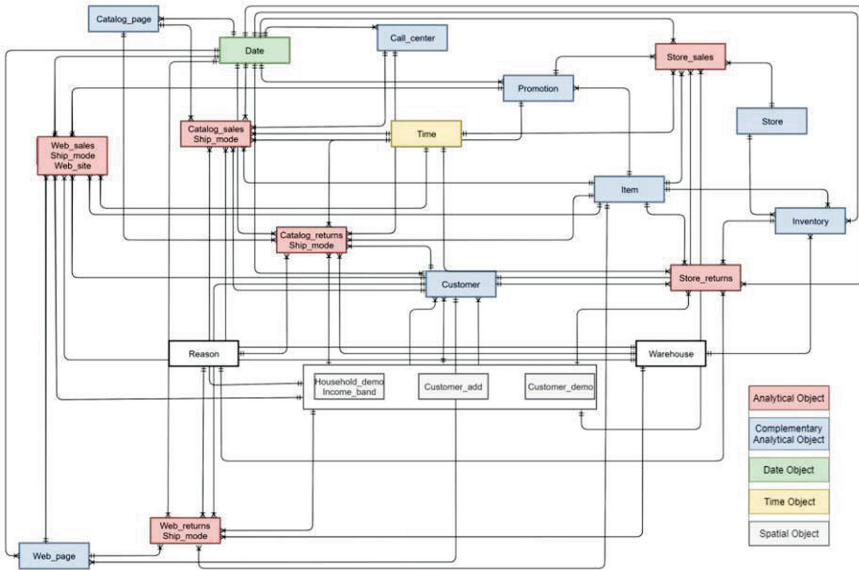 Catalog_page
Date
Call_center
Store_sales
Promotion
Store
Catalog_sales
Ship_mode
Time
Web_sales
Ship_mode
Web_site
Item
Inventory
Catalog_returns
Ship_mode
Customer
Store_returns
Reason
Warehouse
Household_demo
Income_band
Customer_add
Customer_demo
Analytical Object
Complementary
Analytical Object
Date Object
Time Object
Spatial Object
Web_returns
Ship_mode
Web_page